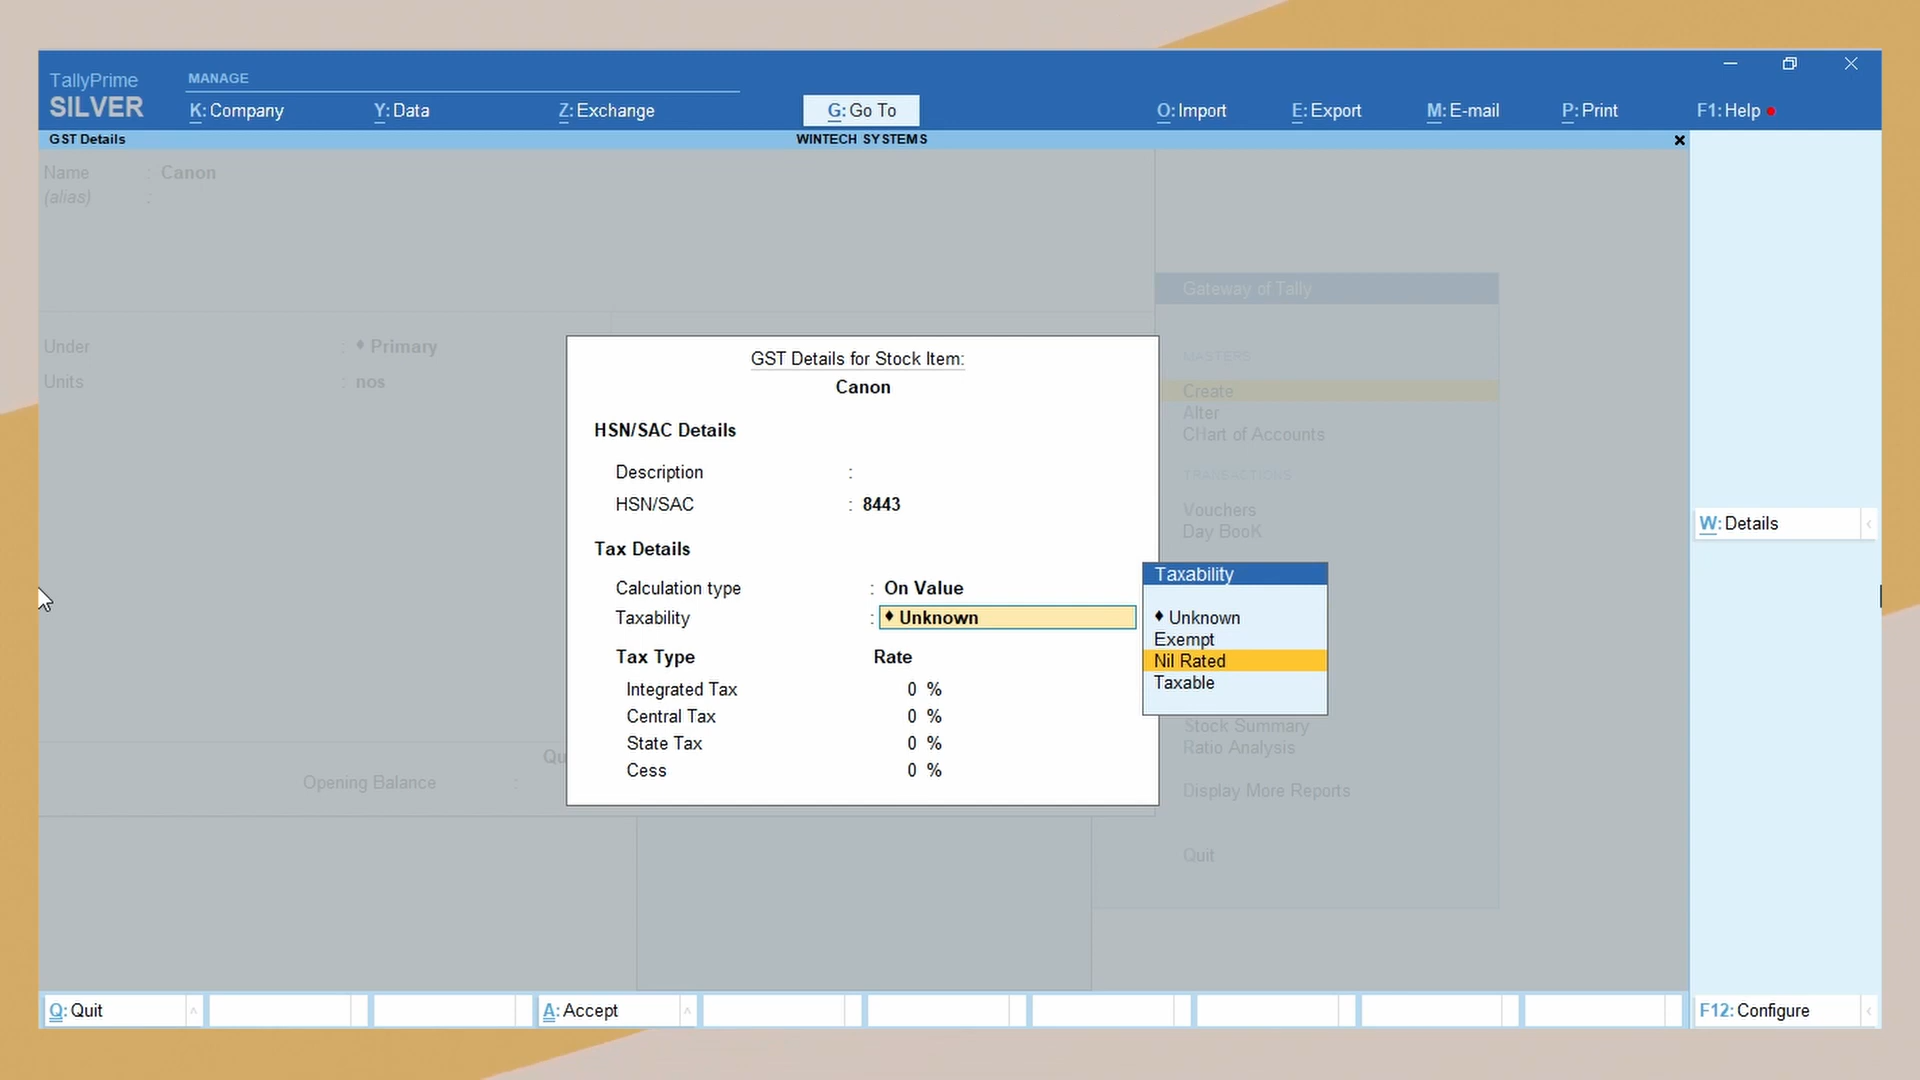 TallyPrime
SILVER
MANAGE
K: Company
Y: Data
Z: Exchange
G: Go To
O: Import
E: Export
M: E-mail
P: Print
F1: Help
GST Details
WINTECH SYSTEMS
Name : Canon
(alias) :
Under : ♦ Primary
Units : nos
Qu
Opening Balance :
GST Details for Stock Item:
Canon
HSN/SAC Details
Description :
HSN/SAC : 8443
Tax Details
Calculation type : On Value
Taxability : ♦ Unknown
Tax Type Rate
Integrated Tax 0 %
Central Tax 0 %
State Tax 0 %
Cess 0 %
Taxability
♦ Unknown
Exempt
Nil Rated
Taxable
Gateway of Tally
MASTERS
Create
Alter
CHart of Accounts
TRANSACTIONS
Vouchers
Day BooK
Stock Summary
Ratio Analysis
Display More Reports
Quit
W: Details
Q: Quit
A: Accept
F12: Configure